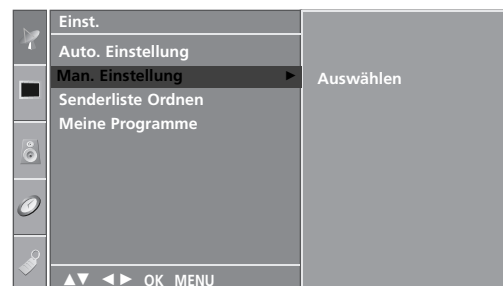 Einst.
Auto. Einstellung
Man. Einstellung ►
Auswählen
Senderliste Ordnen
Meine Programme
▲▼ ◄► OK MENU